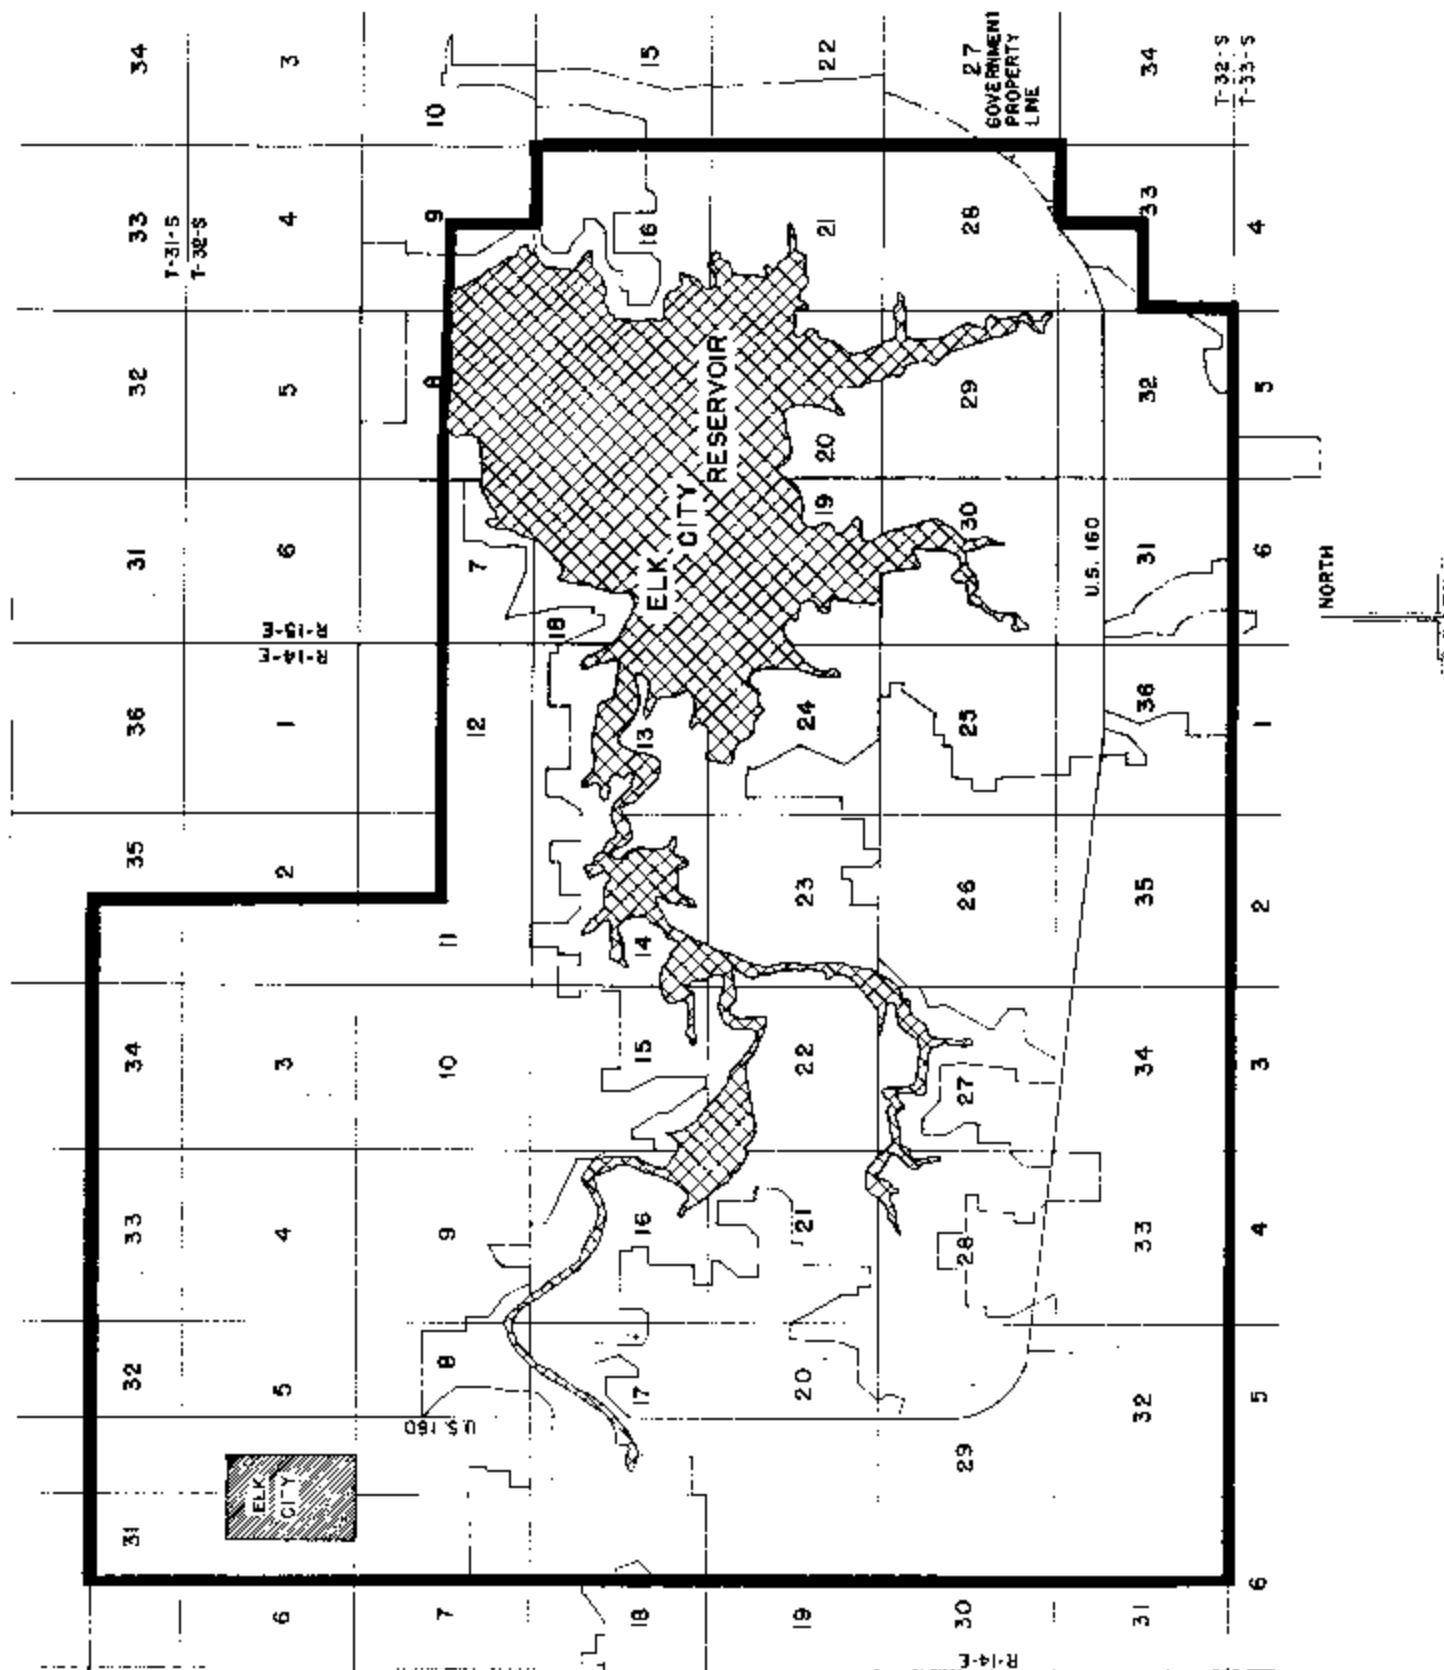 31 32 33 34 35 36 31 32 33 34
T-31-S
T-32-S
6 5 4 3 2 1 6 5 4 3
ELK
CITY
R-14-E
R-15-E
7 8 9 10 11 12 7 8 9 10
U.S. 160
18 17 16 15 14 13 18 16 15
ELK
CITY
RESERVOIR
19 20 21 22 23 24 19 20 21 22
30 29 28 27 26 25 30 29 28 27
GOVERNMENT
PROPERTY
LINE
R-14-E
U.S. 160
31 32 33 34 35 36 31 32 33 34
T-32-S
T-33-S
6 5 4 3 2 1 6 5 4
NORTH